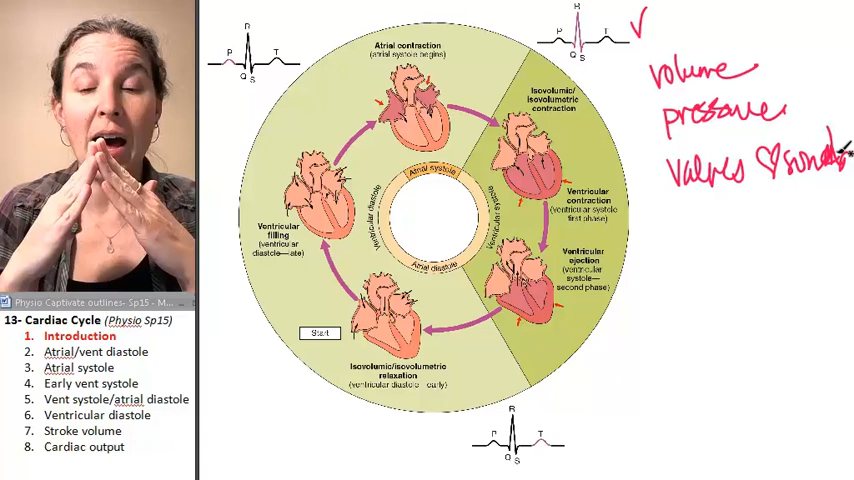 R
P
T
Q
S
R
P
T
Q
S
Atrial contraction
(atrial systole begins)
Isovolumic/
isovolumetric
contraction
Ventricular
contraction
(ventricular systole
first phase)
Ventricular
ejection
(ventricular
systole—
second phase)
Isovolumic/isovolumetric
relaxation
(ventricular diastole—early)
Start
Ventricular
filling
(ventricular
diastole—late)
Atrial systole
Ventricular systole
Atrial diastole
Ventricular diastole
R
P
T
Q
S
volume
pressure
valves ♡ sounds
Physio Captivate outlines- Sp15 - M...
13- Cardiac Cycle (Physio Sp15)
1. Introduction
2. Atrial/vent diastole
3. Atrial systole
4. Early vent systole
5. Vent systole/atrial diastole
6. Ventricular diastole
7. Stroke volume
8. Cardiac output